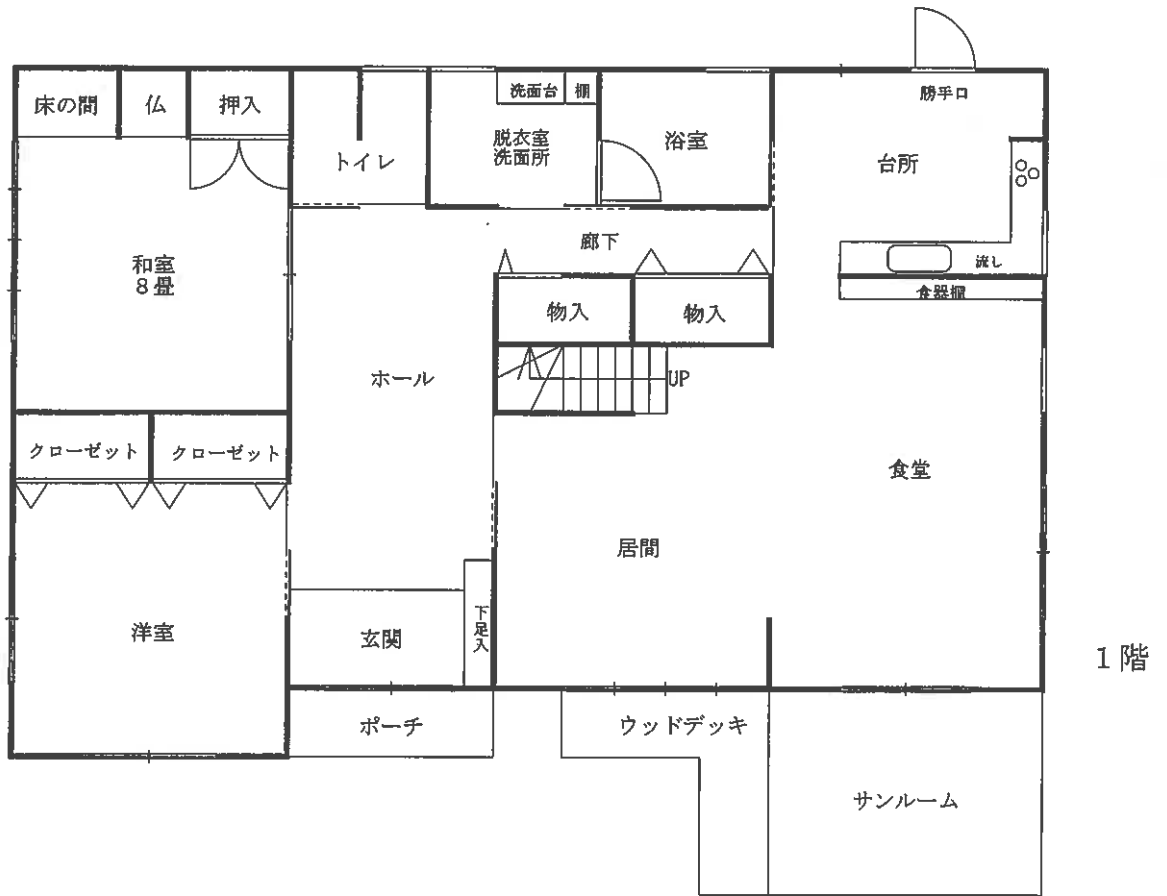 床の間
仏
押入
洗面台
棚
勝手口
トイレ
脱衣室
洗面所
浴室
台所
廊下
流し
和室
8畳
食器棚
物入
物入
ホール
UP
クローゼット
クローゼット
食堂
居間
洋室
玄関
下足入
1階
ポーチ
ウッドデッキ
サンルーム